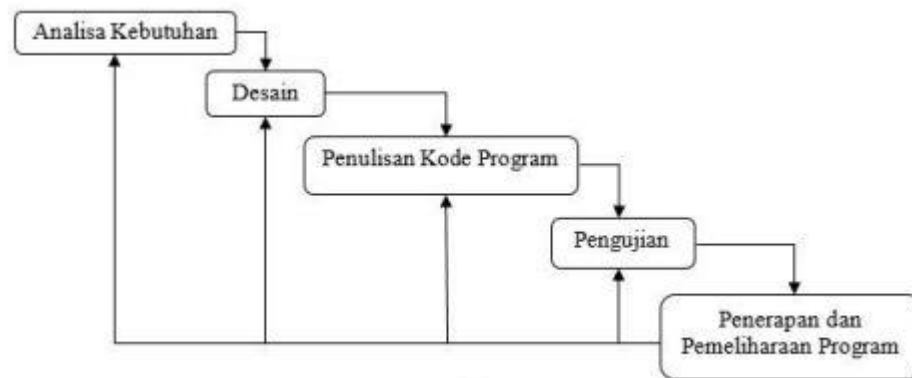 Analisa Kebutuhan
Desain
Penulisan Kode Program
Pengujian
Penerapan dan
Pemeliharaan Program